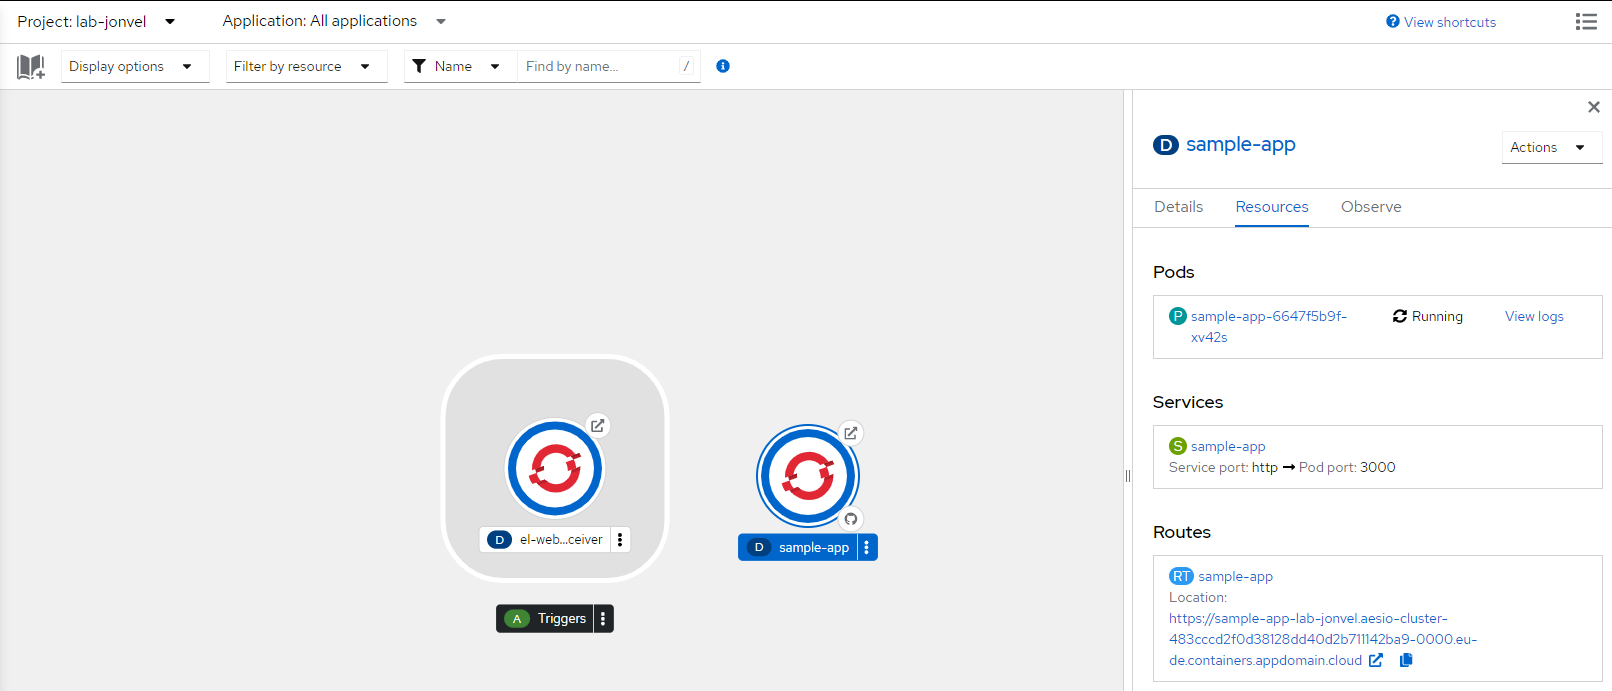 Project: lab-jonvel
Application: All applications
View shortcuts
Display options
Filter by resource
Name
Find by name...
/
sample-app
D
Actions
Details
Resources
Observe
Pods
P sample-app-6647f5b9f-
xv42s
Running
View logs
Services
S sample-app
Service port: http → Pod port: 3000
Routes
RT sample-app
Location:
https://sample-app-lab-jonvel.aesio-cluster-
483cccd2f0d38128dd40d2b711142ba9-0000.eu-
de.containers.appdomain.cloud
D el-web...ceiver
D sample-app
A Triggers